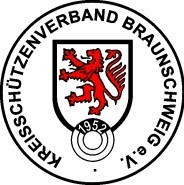 KREISSCHÜTZENVERBAND BRAUNSCHWEIG e.V.
1952